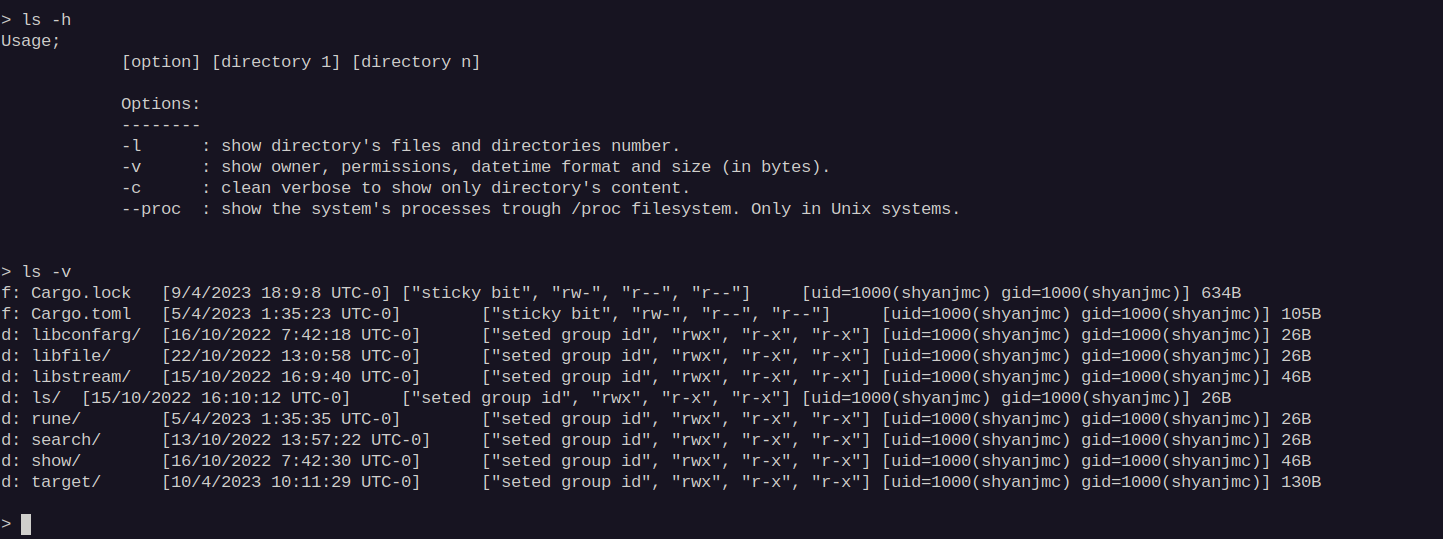 > ls -h
Usage;
[option] [directory 1] [directory n]
Options:
--------
-l      : show directory's files and directories number.
-v      : show owner, permissions, datetime format and size (in bytes).
-c      : clean verbose to show only directory's content.
--proc  : show the system's processes trough /proc filesystem. Only in Unix systems.
> ls -v
f: Cargo.lock   [9/4/2023 18:9:8 UTC-0] ["sticky bit", "rw-", "r--", "r--"]     [uid=1000(shyanjmc) gid=1000(shyanjmc)] 634B
f: Cargo.toml   [5/4/2023 1:35:23 UTC-0]        ["sticky bit", "rw-", "r--", "r--"]     [uid=1000(shyanjmc) gid=1000(shyanjmc)] 105B
d: libconfarg/  [16/10/2022 7:42:18 UTC-0]      ["seted group id", "rwx", "r-x", "r-x"] [uid=1000(shyanjmc) gid=1000(shyanjmc)] 26B
d: libfile/     [22/10/2022 13:0:58 UTC-0]      ["seted group id", "rwx", "r-x", "r-x"] [uid=1000(shyanjmc) gid=1000(shyanjmc)] 26B
d: libstream/   [15/10/2022 16:9:40 UTC-0]      ["seted group id", "rwx", "r-x", "r-x"] [uid=1000(shyanjmc) gid=1000(shyanjmc)] 46B
d: ls/  [15/10/2022 16:10:12 UTC-0]     ["seted group id", "rwx", "r-x", "r-x"] [uid=1000(shyanjmc) gid=1000(shyanjmc)] 26B
d: rune/        [5/4/2023 1:35:35 UTC-0]        ["seted group id", "rwx", "r-x", "r-x"] [uid=1000(shyanjmc) gid=1000(shyanjmc)] 26B
d: search/      [13/10/2022 13:57:22 UTC-0]     ["seted group id", "rwx", "r-x", "r-x"] [uid=1000(shyanjmc) gid=1000(shyanjmc)] 26B
d: show/        [16/10/2022 7:42:30 UTC-0]      ["seted group id", "rwx", "r-x", "r-x"] [uid=1000(shyanjmc) gid=1000(shyanjmc)] 46B
d: target/      [10/4/2023 10:11:29 UTC-0]      ["seted group id", "rwx", "r-x", "r-x"] [uid=1000(shyanjmc) gid=1000(shyanjmc)] 130B
>